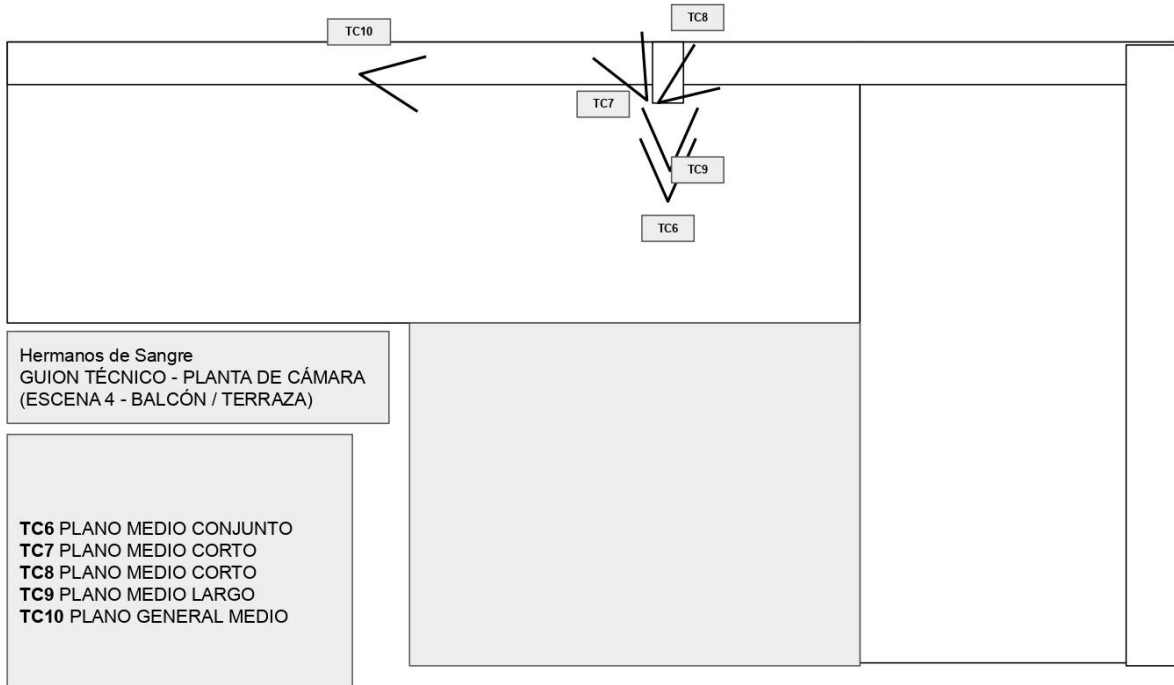 TC8
TC10
TC7
TC9
TC6
Hermanos de Sangre
GUION TÉCNICO - PLANTA DE CÁMARA
(ESCENA 4 - BALCÓN / TERRAZA)
TC6 PLANO MEDIO CONJUNTO
TC7 PLANO MEDIO CORTO
TC8 PLANO MEDIO CORTO
TC9 PLANO MEDIO LARGO
TC10 PLANO GENERAL MEDIO